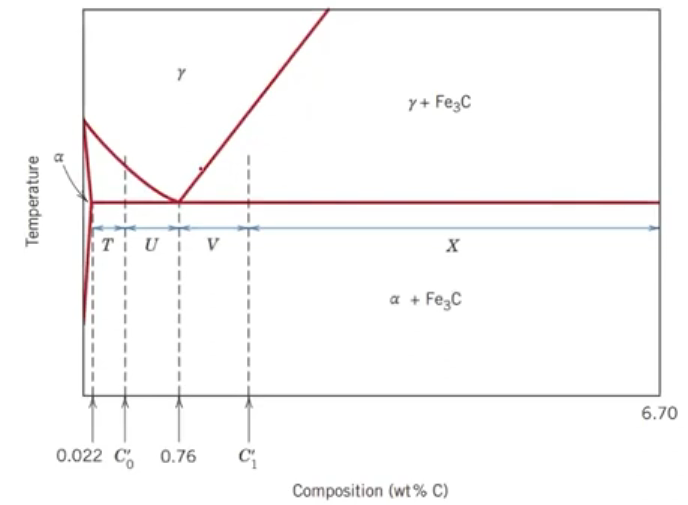 γ
γ + Fe₃C
α
Temperature
T U V X
α + Fe₃C
6.70
0.022 C′₀ 0.76 C′₁
Composition (wt% C)